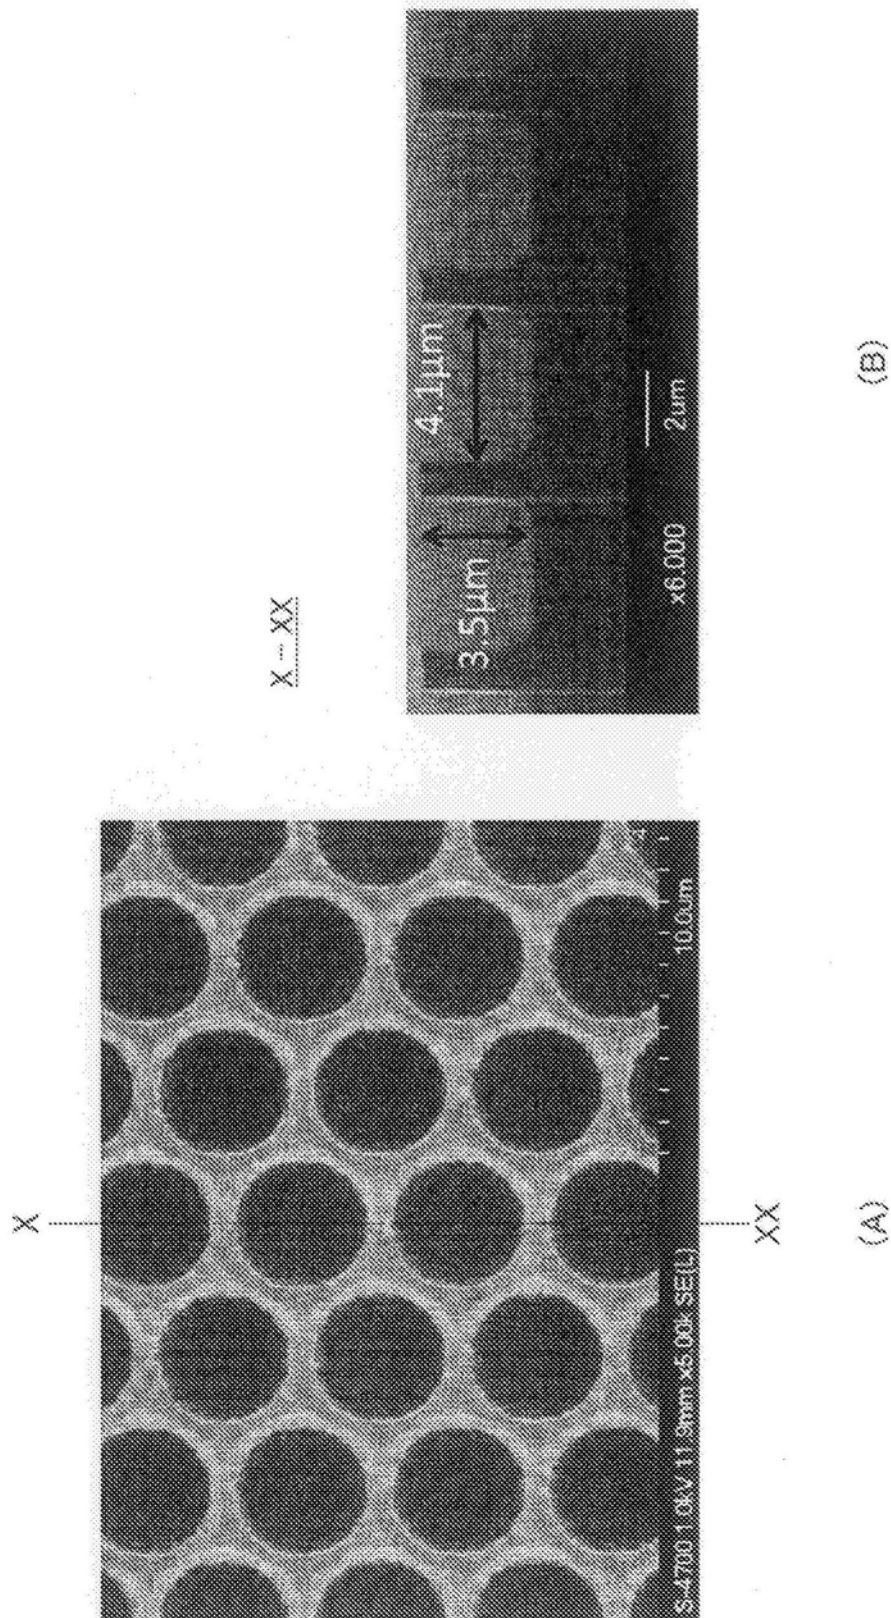 X
XX
S-4700 1.0kV 11.9mm x5.00k SE(L)
10.0um
(A)
X – XX
3.5μm
4.1μm
x6.000
2um
(B)